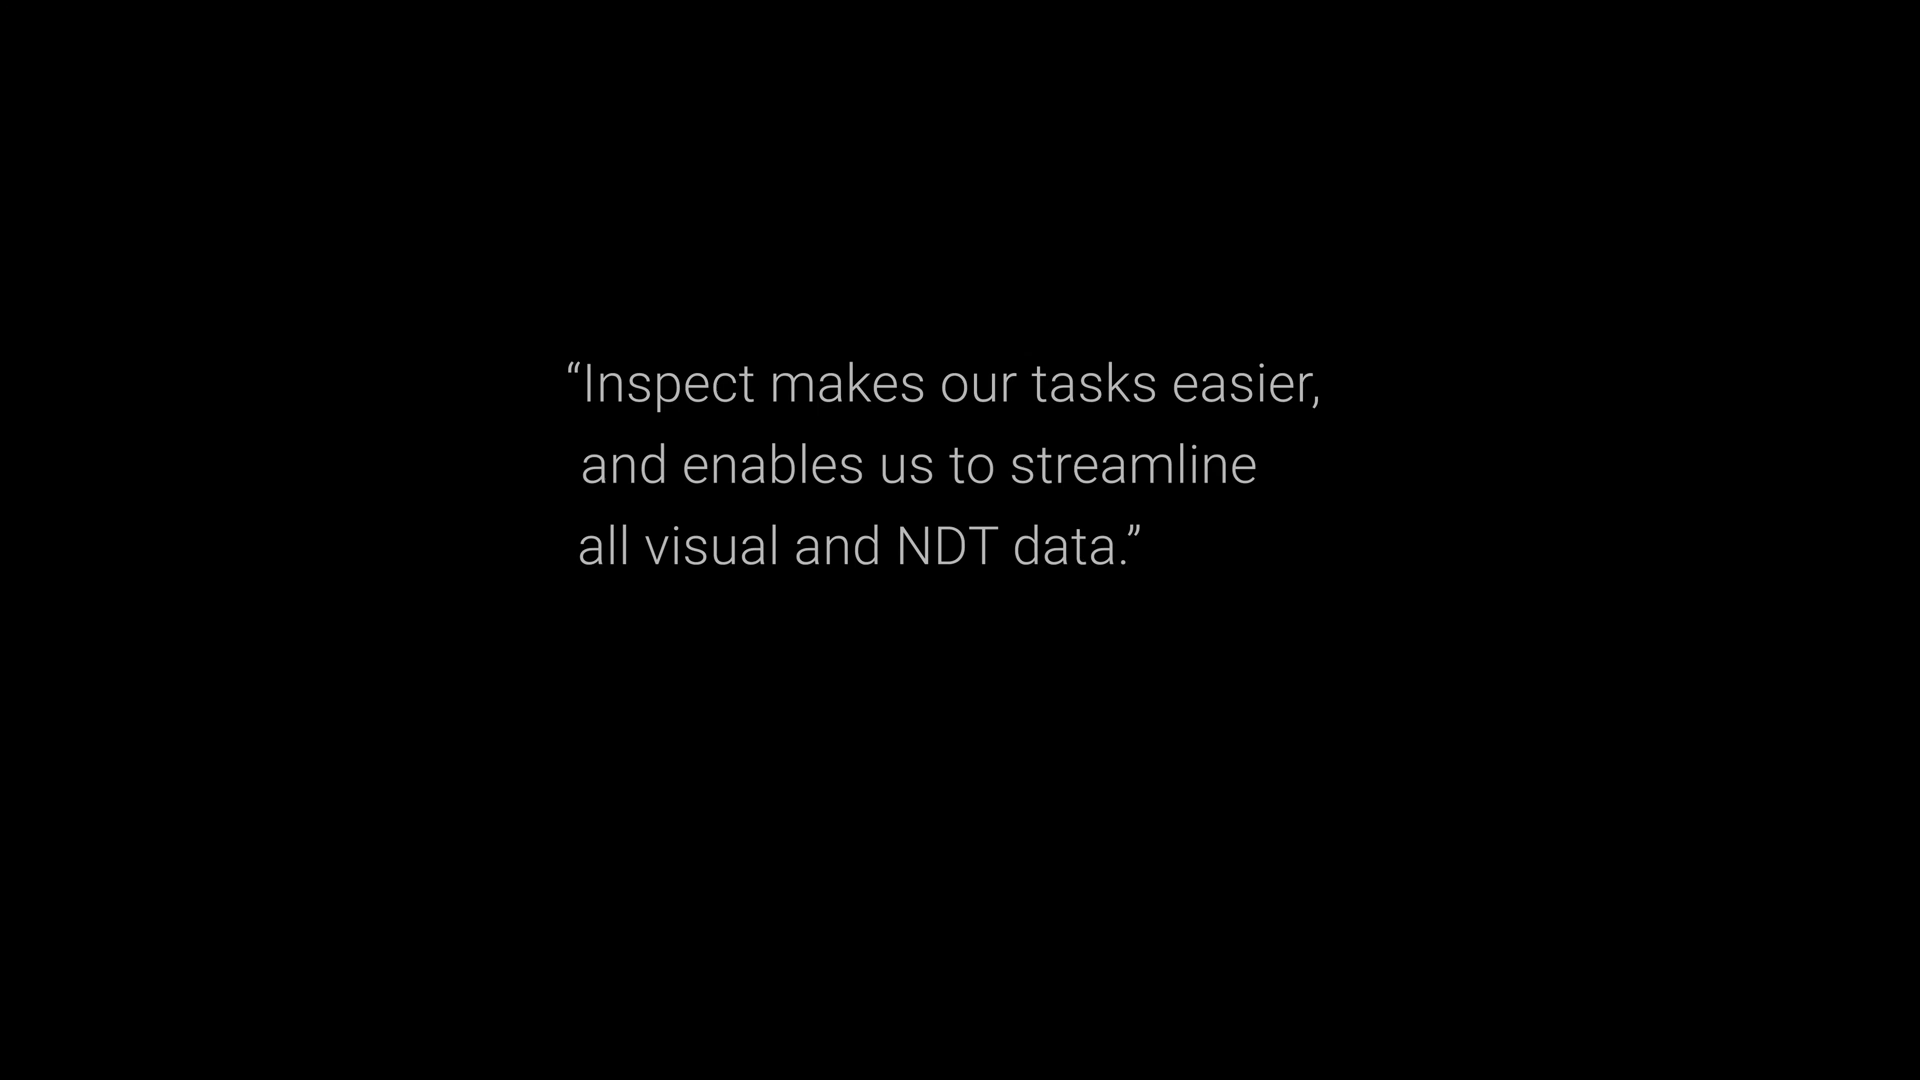 “Inspect makes our tasks easier,
and enables us to streamline
all visual and NDT data.”